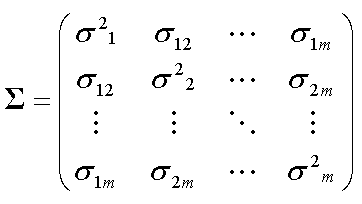 σ²₁ σ₁₂ ⋯ σ₁ₘ
Σ = σ₁₂ σ²₂ ⋯ σ₂ₘ
⋮ ⋮ ⋱ ⋮
σ₁ₘ σ₂ₘ ⋯ σ²ₘ